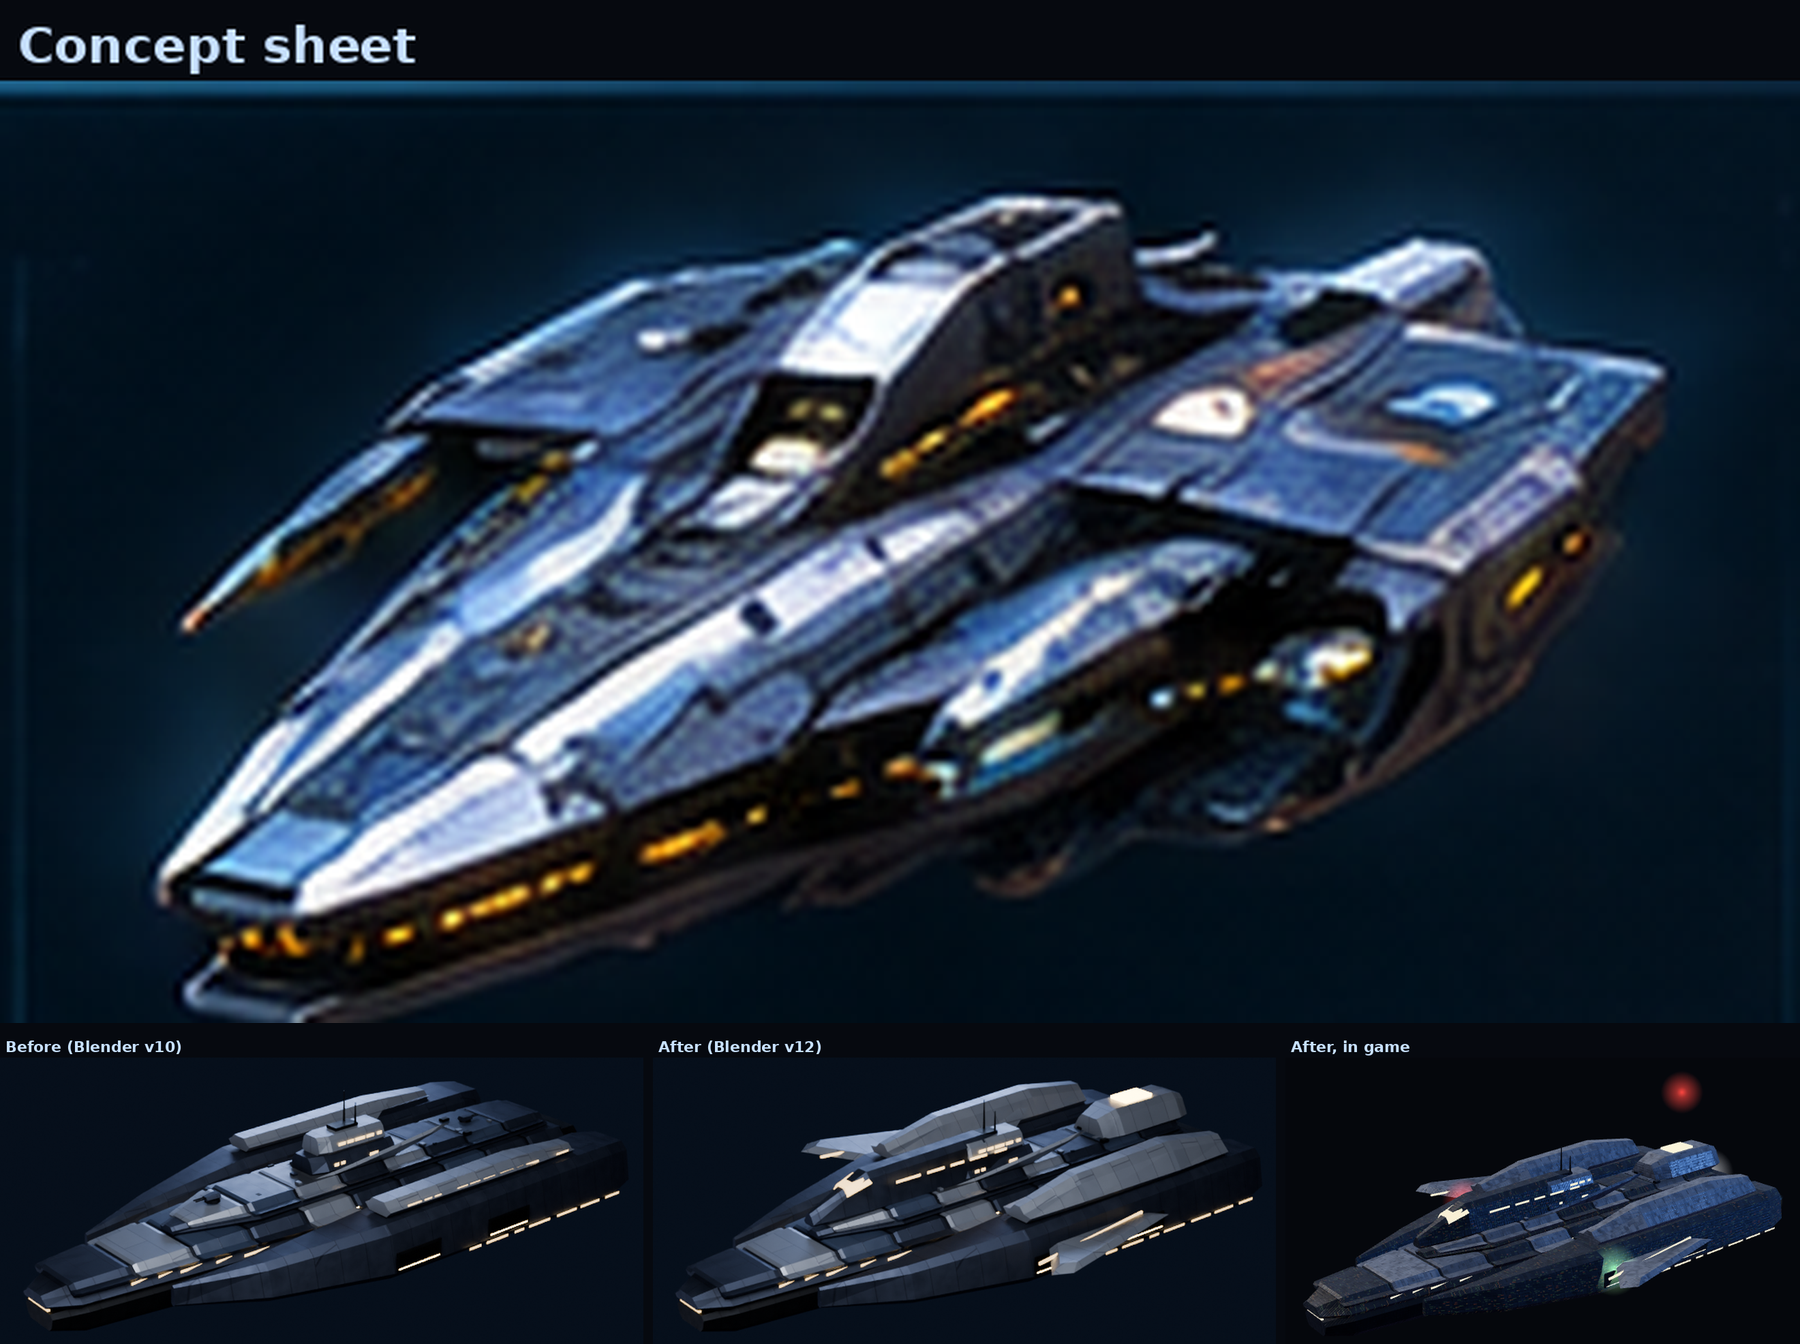 Concept sheet
Before (Blender v10)
After (Blender v12)
After, in game